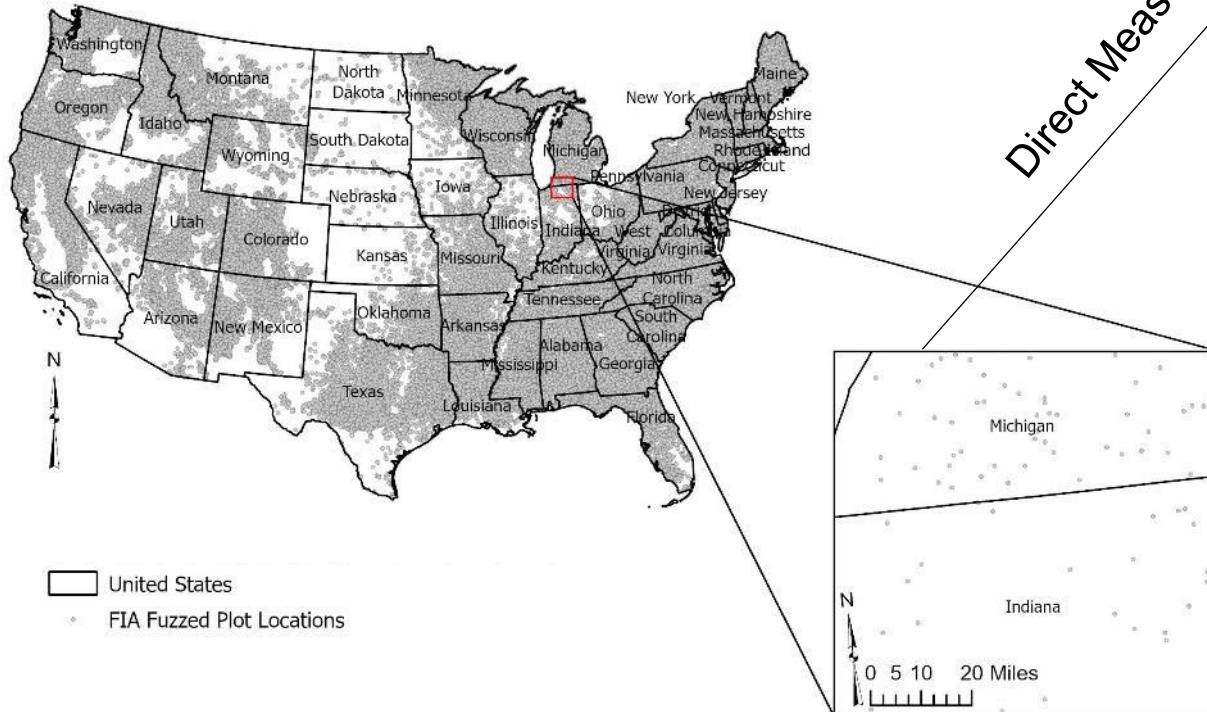 Washington
Montana
North
Dakota
Minnesota
Maine
Oregon
Idaho
South Dakota
Wisconsin
Michigan
New York
Vermont
New Hampshire
Massachusetts
Rhode Island
Connecticut
Wyoming
Nebraska
Iowa
Pennsylvania
New Jersey
Nevada
Utah
Colorado
Kansas
Illinois
Indiana
Ohio
West
Virginia
Columbia
Virginia
Missouri
Kentucky
California
Arizona
New Mexico
Oklahoma
Arkansas
Tennessee
North
Carolina
South
Carolina
Mississippi
Alabama
Georgia
Texas
Louisiana
Florida
N
United States
FIA Fuzzed Plot Locations
Direct Meas
Michigan
Indiana
N
0 5 10 20 Miles